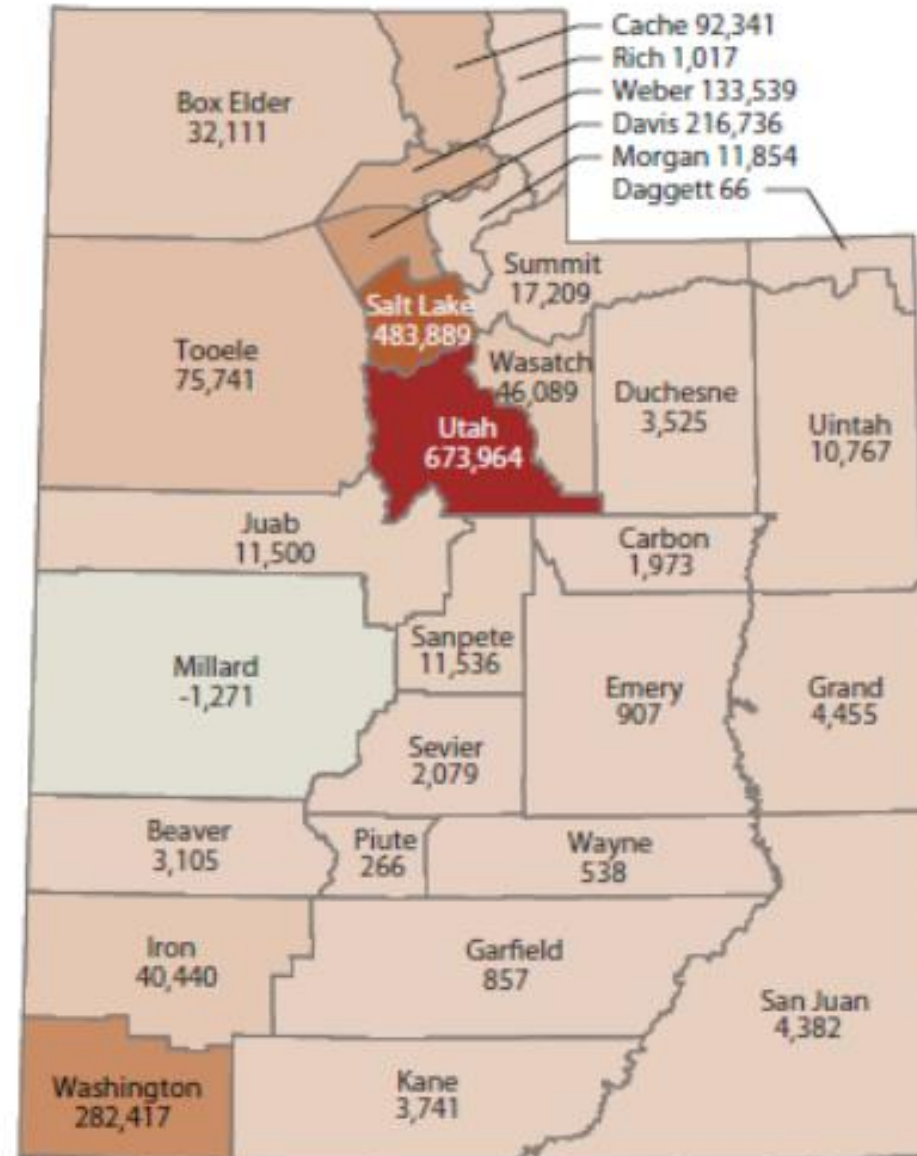 Cache 92,341
Rich 1,017
Weber 133,539
Davis 216,736
Morgan 11,854
Daggett 66
Box Elder
32,111
Summit
17,209
Salt Lake
483,889
Tooele
75,741
Wasatch
46,089
Duchesne
3,525
Uintah
10,767
Utah
673,964
Juab
11,500
Carbon
1,973
Sanpete
11,536
Millard
-1,271
Emery
907
Grand
4,455
Sevier
2,079
Beaver
3,105
Piute
266
Wayne
538
Iron
40,440
Garfield
857
San Juan
4,382
Washington
282,417
Kane
3,741